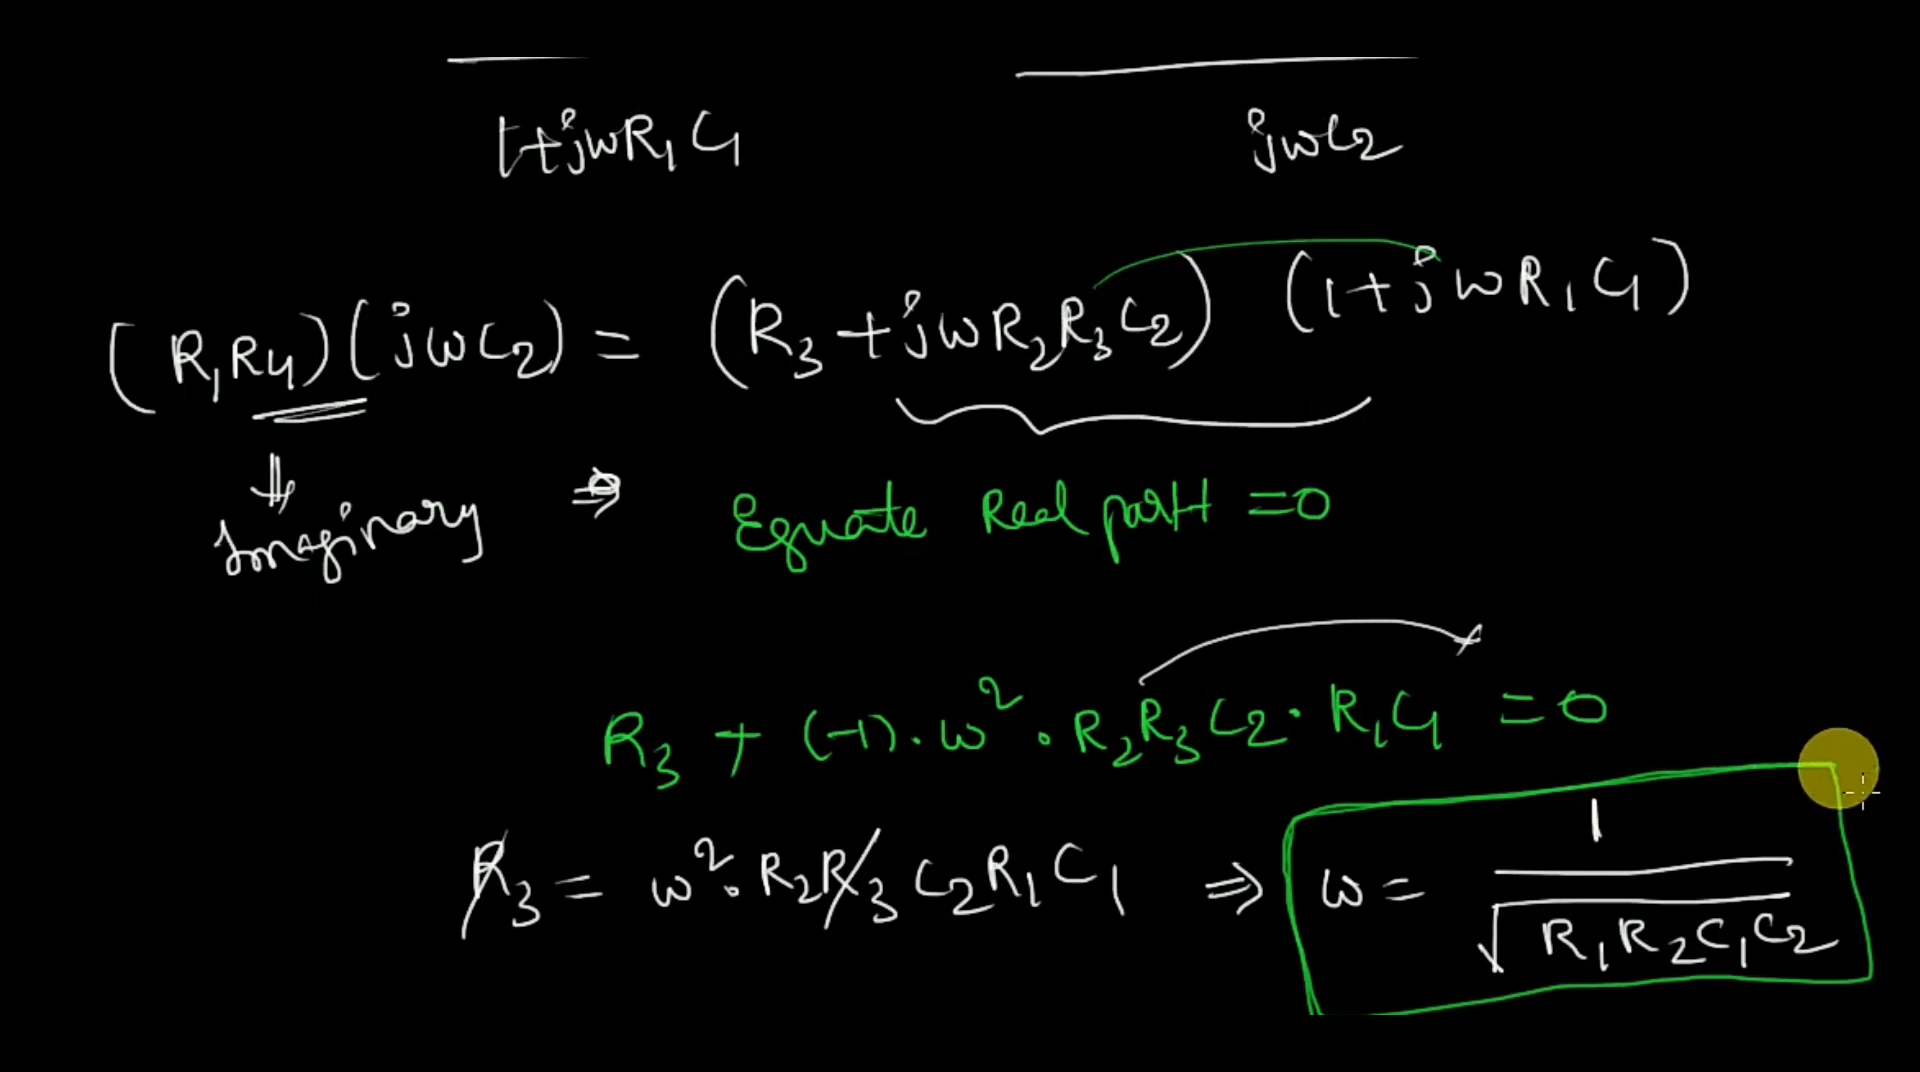 1+jωR₁C₁ jωC₂
(R₁R₄)(jωC₂) = (R₃+jωR₂R₃C₂) (1+jωR₁C₁)
Imaginary ⇒ Equate Real part =0
R₃ + (-1).ω².R₂R₃C₂.R₁C₁ =0
R₃ = ω².R₂R₃C₂R₁C₁ ⇒ ω= 1/√R₁R₂C₁C₂